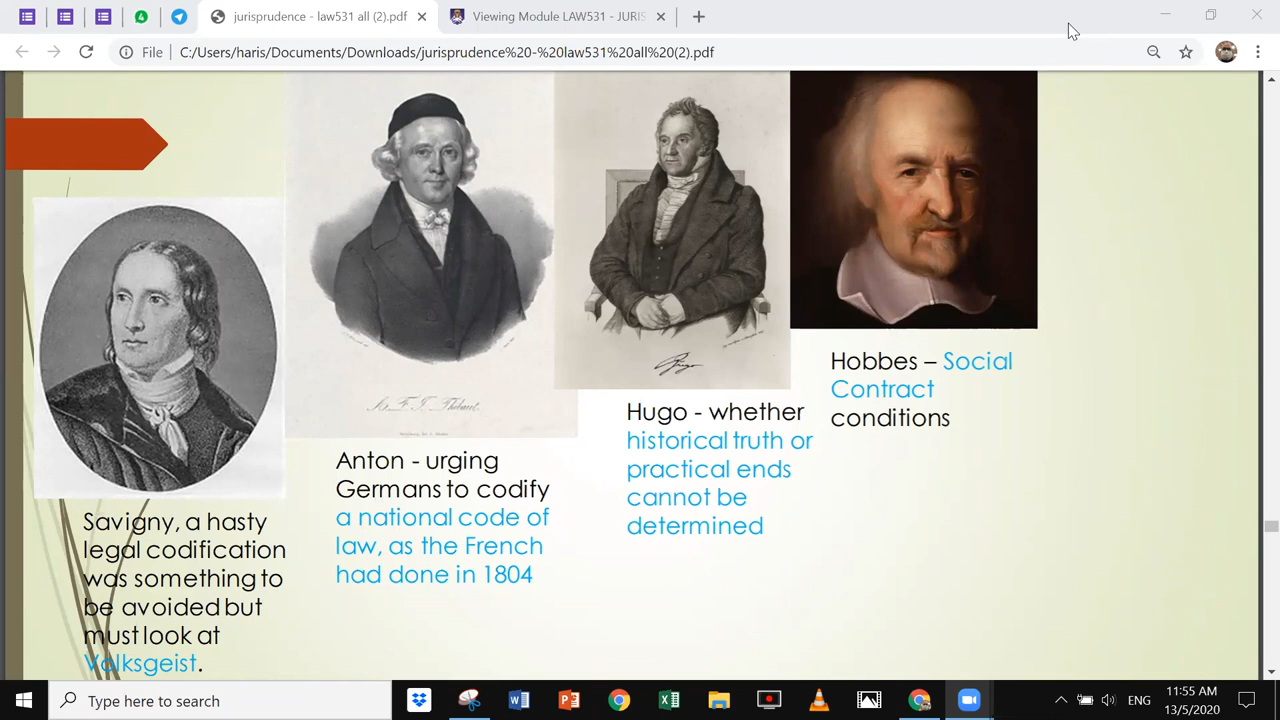 jurisprudence - law531 all (2).pdf
Viewing Module LAW531 - JURIS
File
C:/Users/haris/Documents/Downloads/jurisprudence%20-%20law531%20all%20(2).pdf
Savigny, a hasty
legal codification
was something to
be avoided but
must look at
Volksgeist.
Anton - urging
Germans to codify
a national code of
law, as the French
had done in 1804
Hugo - whether
historical truth or
practical ends
cannot be
determined
Hobbes – Social
Contract
conditions
Type here to search
ENG
11:55 AM
13/5/2020